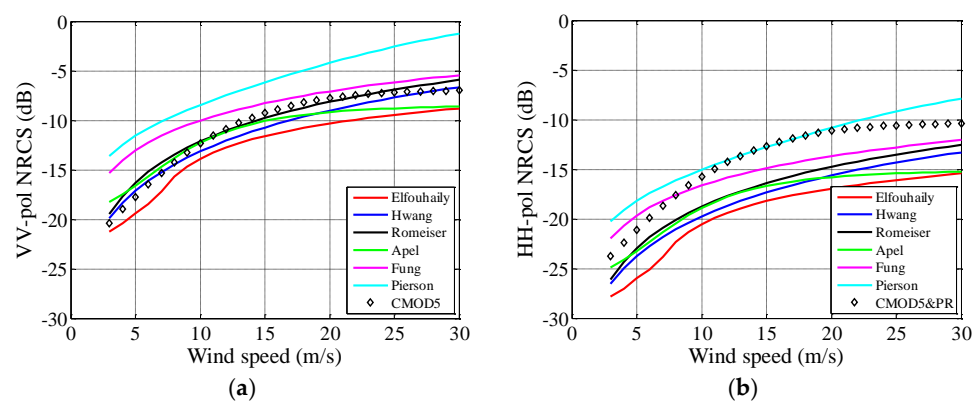 0
-5
-10
-15
-20
-25
-30
VV-pol NRCS (dB)
Elfouhaily
Hwang
Romeiser
Apel
Fung
Pierson
CMOD5
0 5 10 15 20 25 30
Wind speed (m/s)
(a)
0
-5
-10
-15
-20
-25
-30
HH-pol NRCS (dB)
Elfouhaily
Hwang
Romeiser
Apel
Fung
Pierson
CMOD5&PR
0 5 10 15 20 25 30
Wind speed (m/s)
(b)